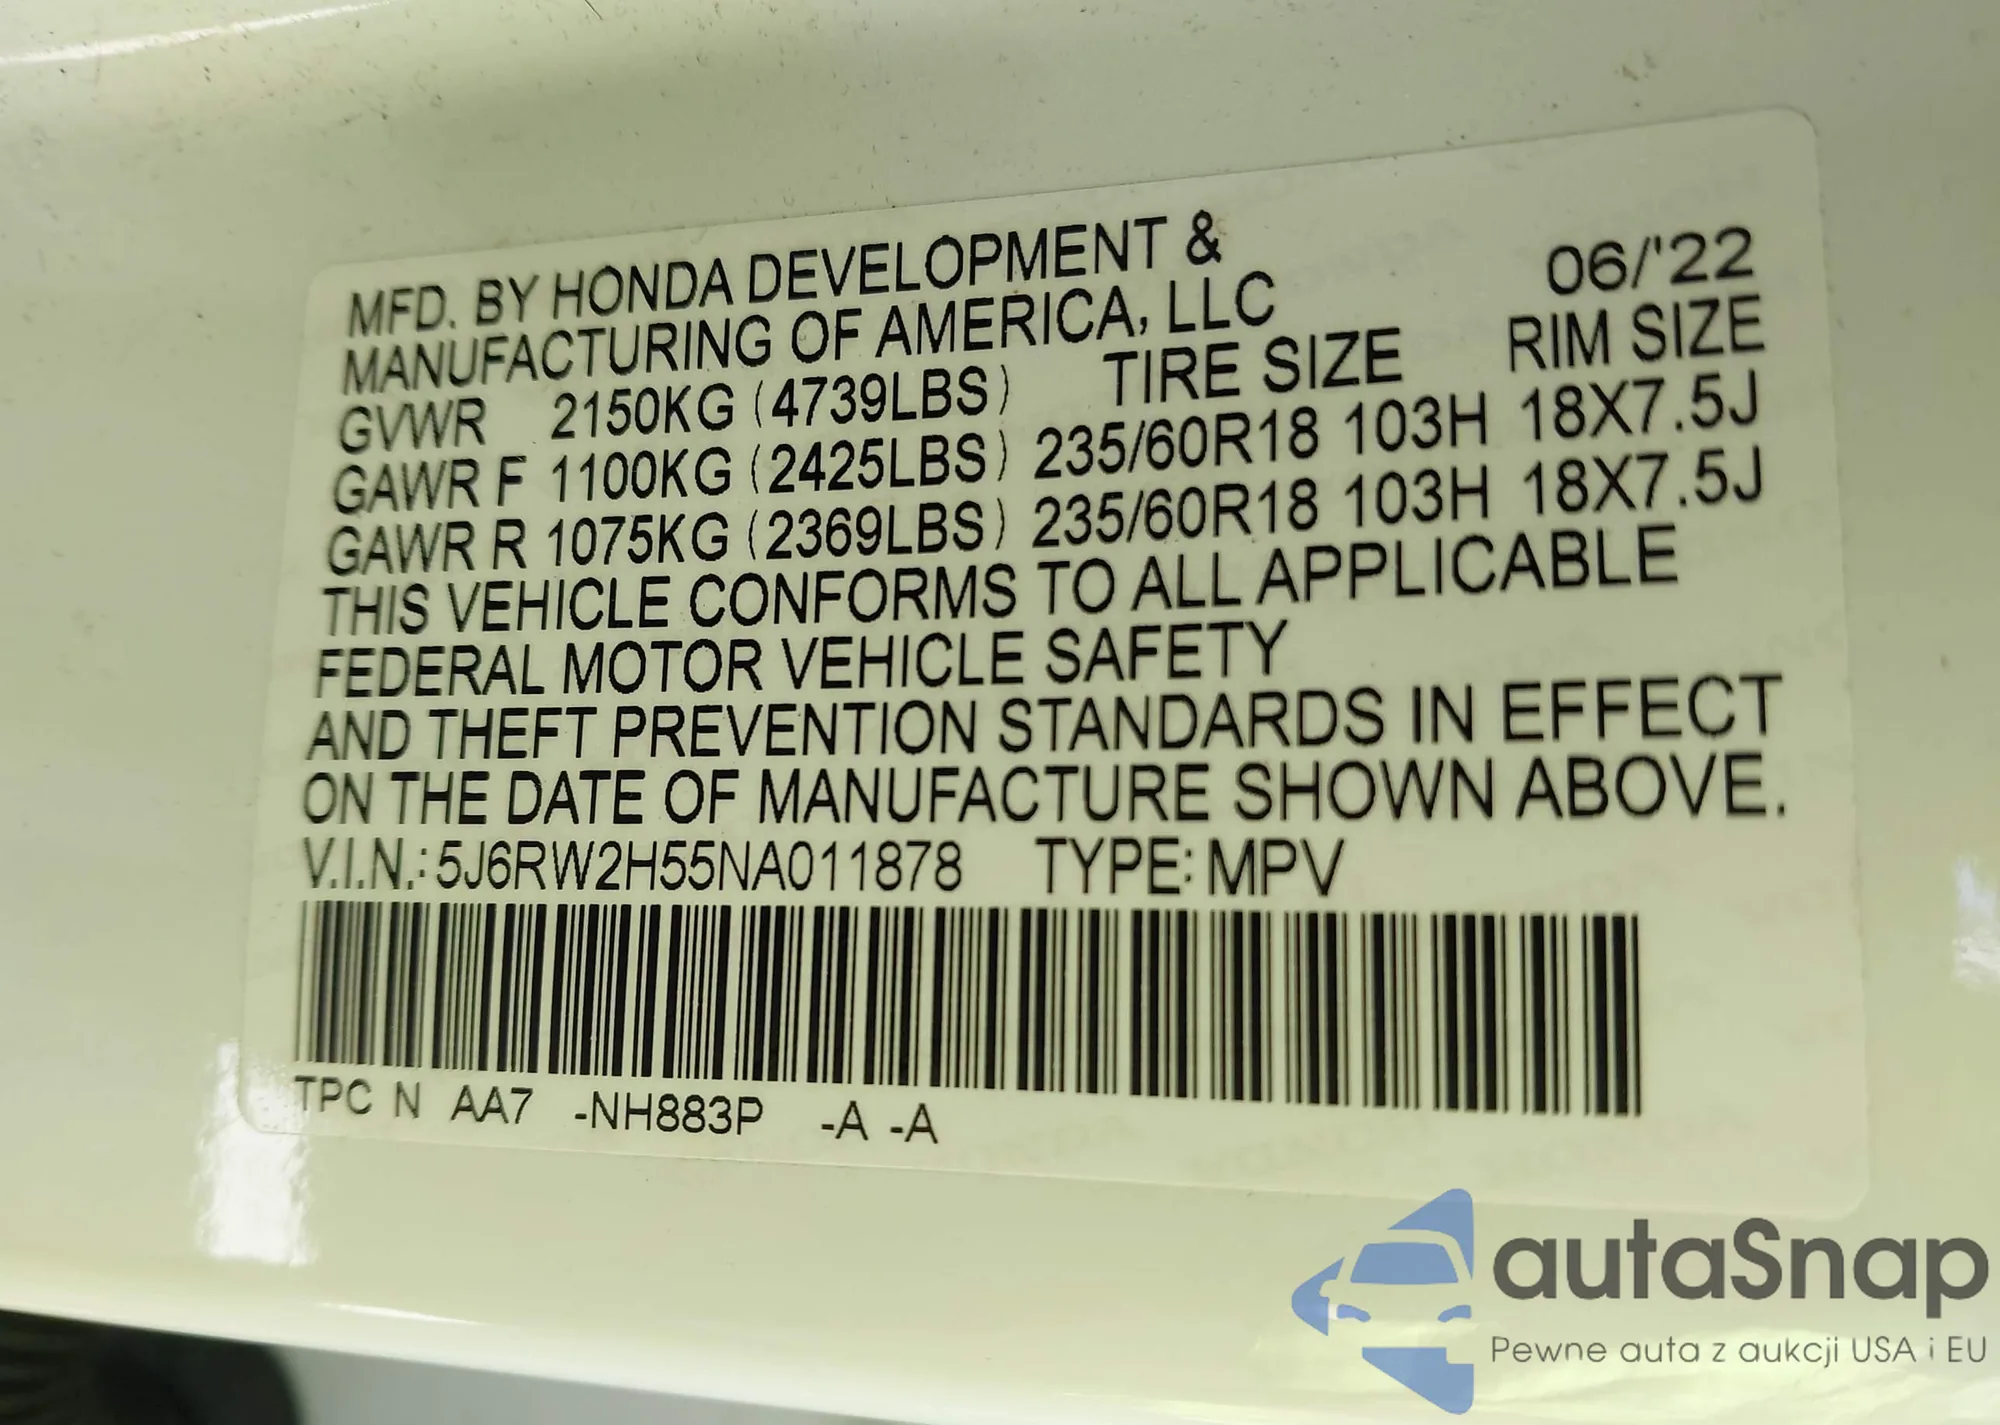 MFD. BY HONDA DEVELOPMENT &
MANUFACTURING OF AMERICA, LLC 06/'22
GVWR 2150KG (4739LBS) TIRE SIZE RIM SIZE
GAWR F 1100KG (2425LBS) 235/60R18 103H 18X7.5J
GAWR R 1075KG (2369LBS) 235/60R18 103H 18X7.5J
THIS VEHICLE CONFORMS TO ALL APPLICABLE
FEDERAL MOTOR VEHICLE SAFETY
AND THEFT PREVENTION STANDARDS IN EFFECT
ON THE DATE OF MANUFACTURE SHOWN ABOVE.
V.I.N.: 5J6RW2H55NA011878 TYPE: MPV
TPC N AA7 -NH883P -A -A
autaSnap
Pewne auta z aukcji USA i EU